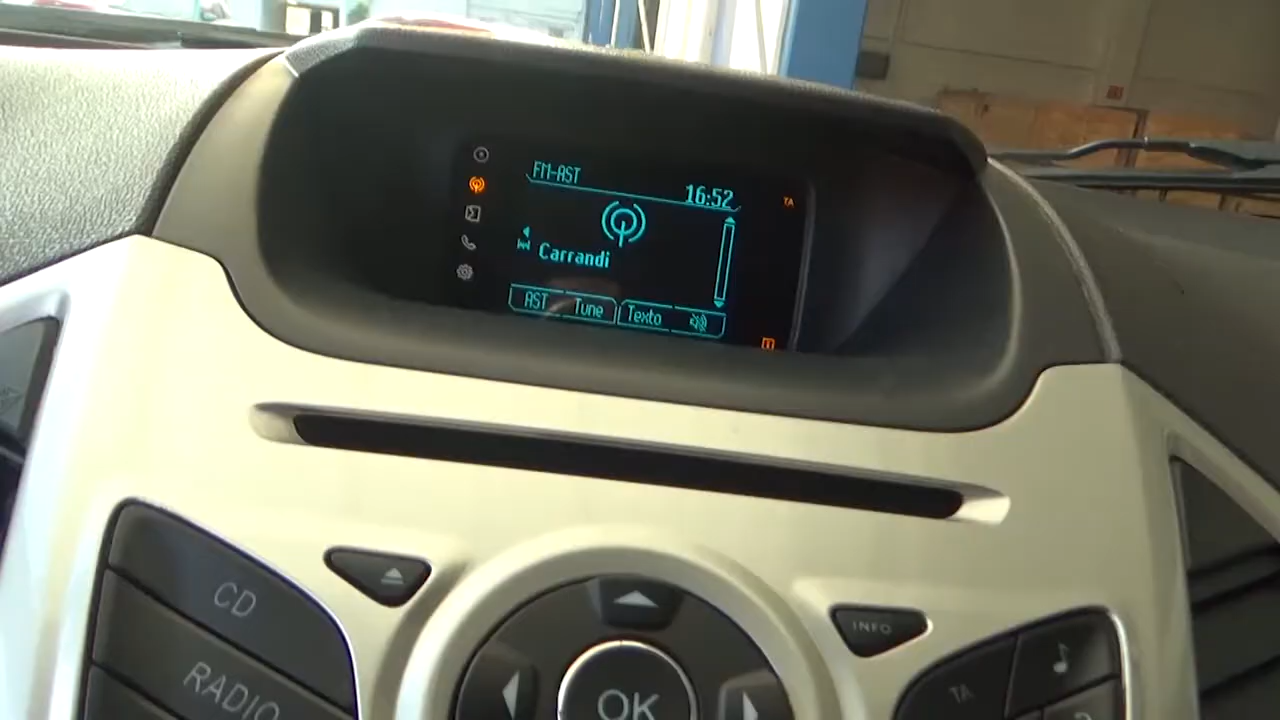 FM-AST
16:52
TA
Carrandi
AST Tune Texto
CD
RADIO
INFO
OK
TA